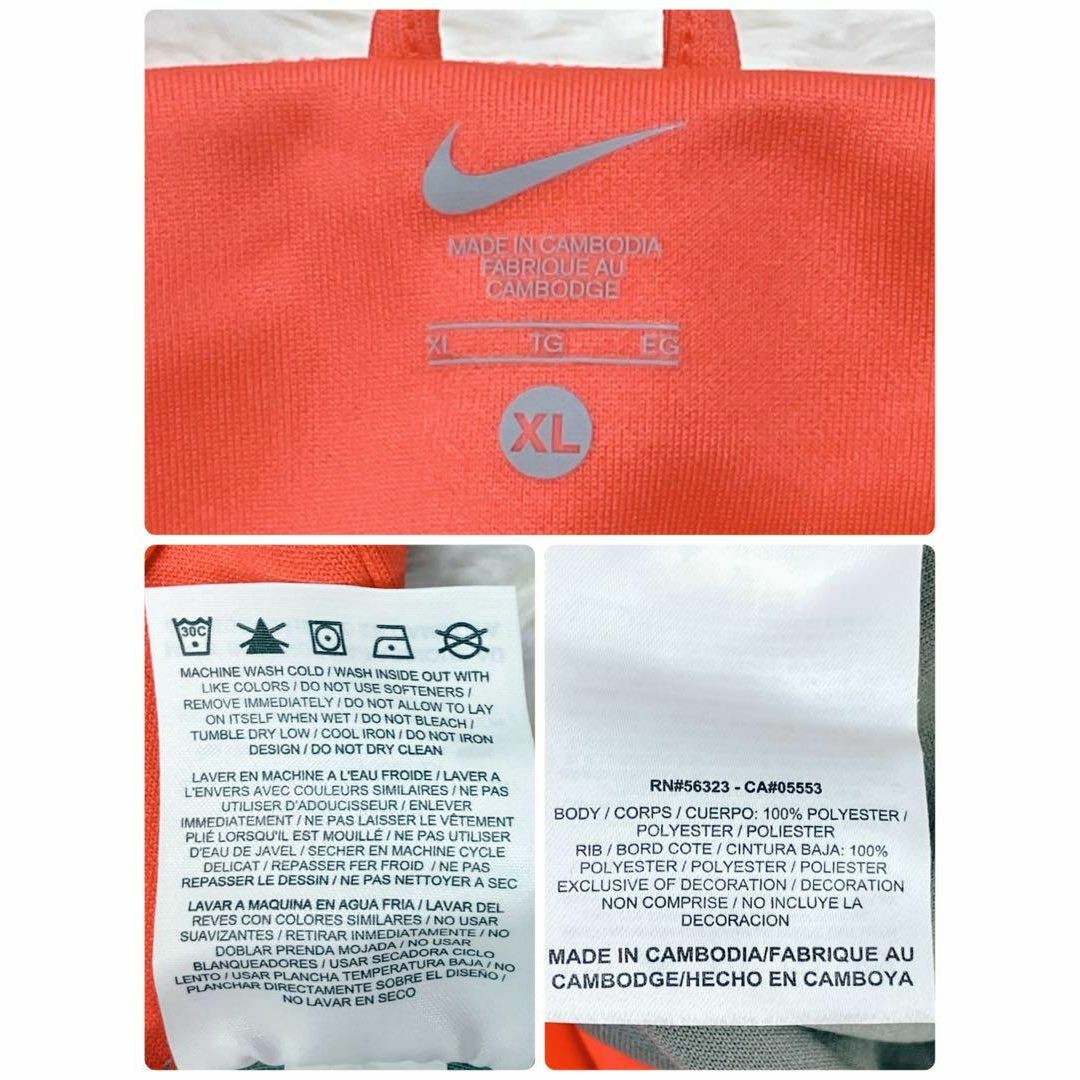 MADE IN CAMBODIA
FABRIQUE AU
CAMBODGE
XL TG EG
XL
30C
MACHINE WASH COLD / WASH INSIDE OUT WITH
LIKE COLORS / DO NOT USE SOFTENERS /
REMOVE IMMEDIATELY / DO NOT ALLOW TO LAY
ON ITSELF WHEN WET / DO NOT BLEACH /
TUMBLE DRY LOW / COOL IRON / DO NOT IRON
DESIGN / DO NOT DRY CLEAN
LAVER EN MACHINE A L'EAU FROIDE / LAVER A
L'ENVERS AVEC COULEURS SIMILAIRES / NE PAS
UTILISER D'ADOUCISSEUR / ENLEVER
IMMEDIATEMENT / NE PAS LAISSER LE VÊTEMENT
PLIÉ LORSQU'IL EST MOUILLÉ / NE PAS UTILISER
D'EAU DE JAVEL / SECHER EN MACHINE CYCLE
DELICAT / REPASSER FER FROID / NE PAS
REPASSER LE DESSIN / NE PAS NETTOYER A SEC
LAVAR A MAQUINA EN AGUA FRIA / LAVAR DEL
REVES CON COLORES SIMILARES / NO USAR
SUAVIZANTES / RETIRAR INMEDIATAMENTE / NO
DOBLAR PRENDA MOJADA / NO USAR
BLANQUEADORES / USAR SECADORA CICLO
LENTO / USAR PLANCHA TEMPERATURA BAJA / NO
PLANCHAR DIRECTAMENTE SOBRE EL DISEÑO /
NO LAVAR EN SECO
RN#56323 - CA#05553
BODY / CORPS / CUERPO: 100% POLYESTER /
POLYESTER / POLIESTER
RIB / BORD COTE / CINTURA BAJA: 100%
POLYESTER / POLYESTER / POLIESTER
EXCLUSIVE OF DECORATION / DECORATION
NON COMPRISE / NO INCLUYE LA
DECORACION
MADE IN CAMBODIA/FABRIQUE AU
CAMBODGE/HECHO EN CAMBOYA